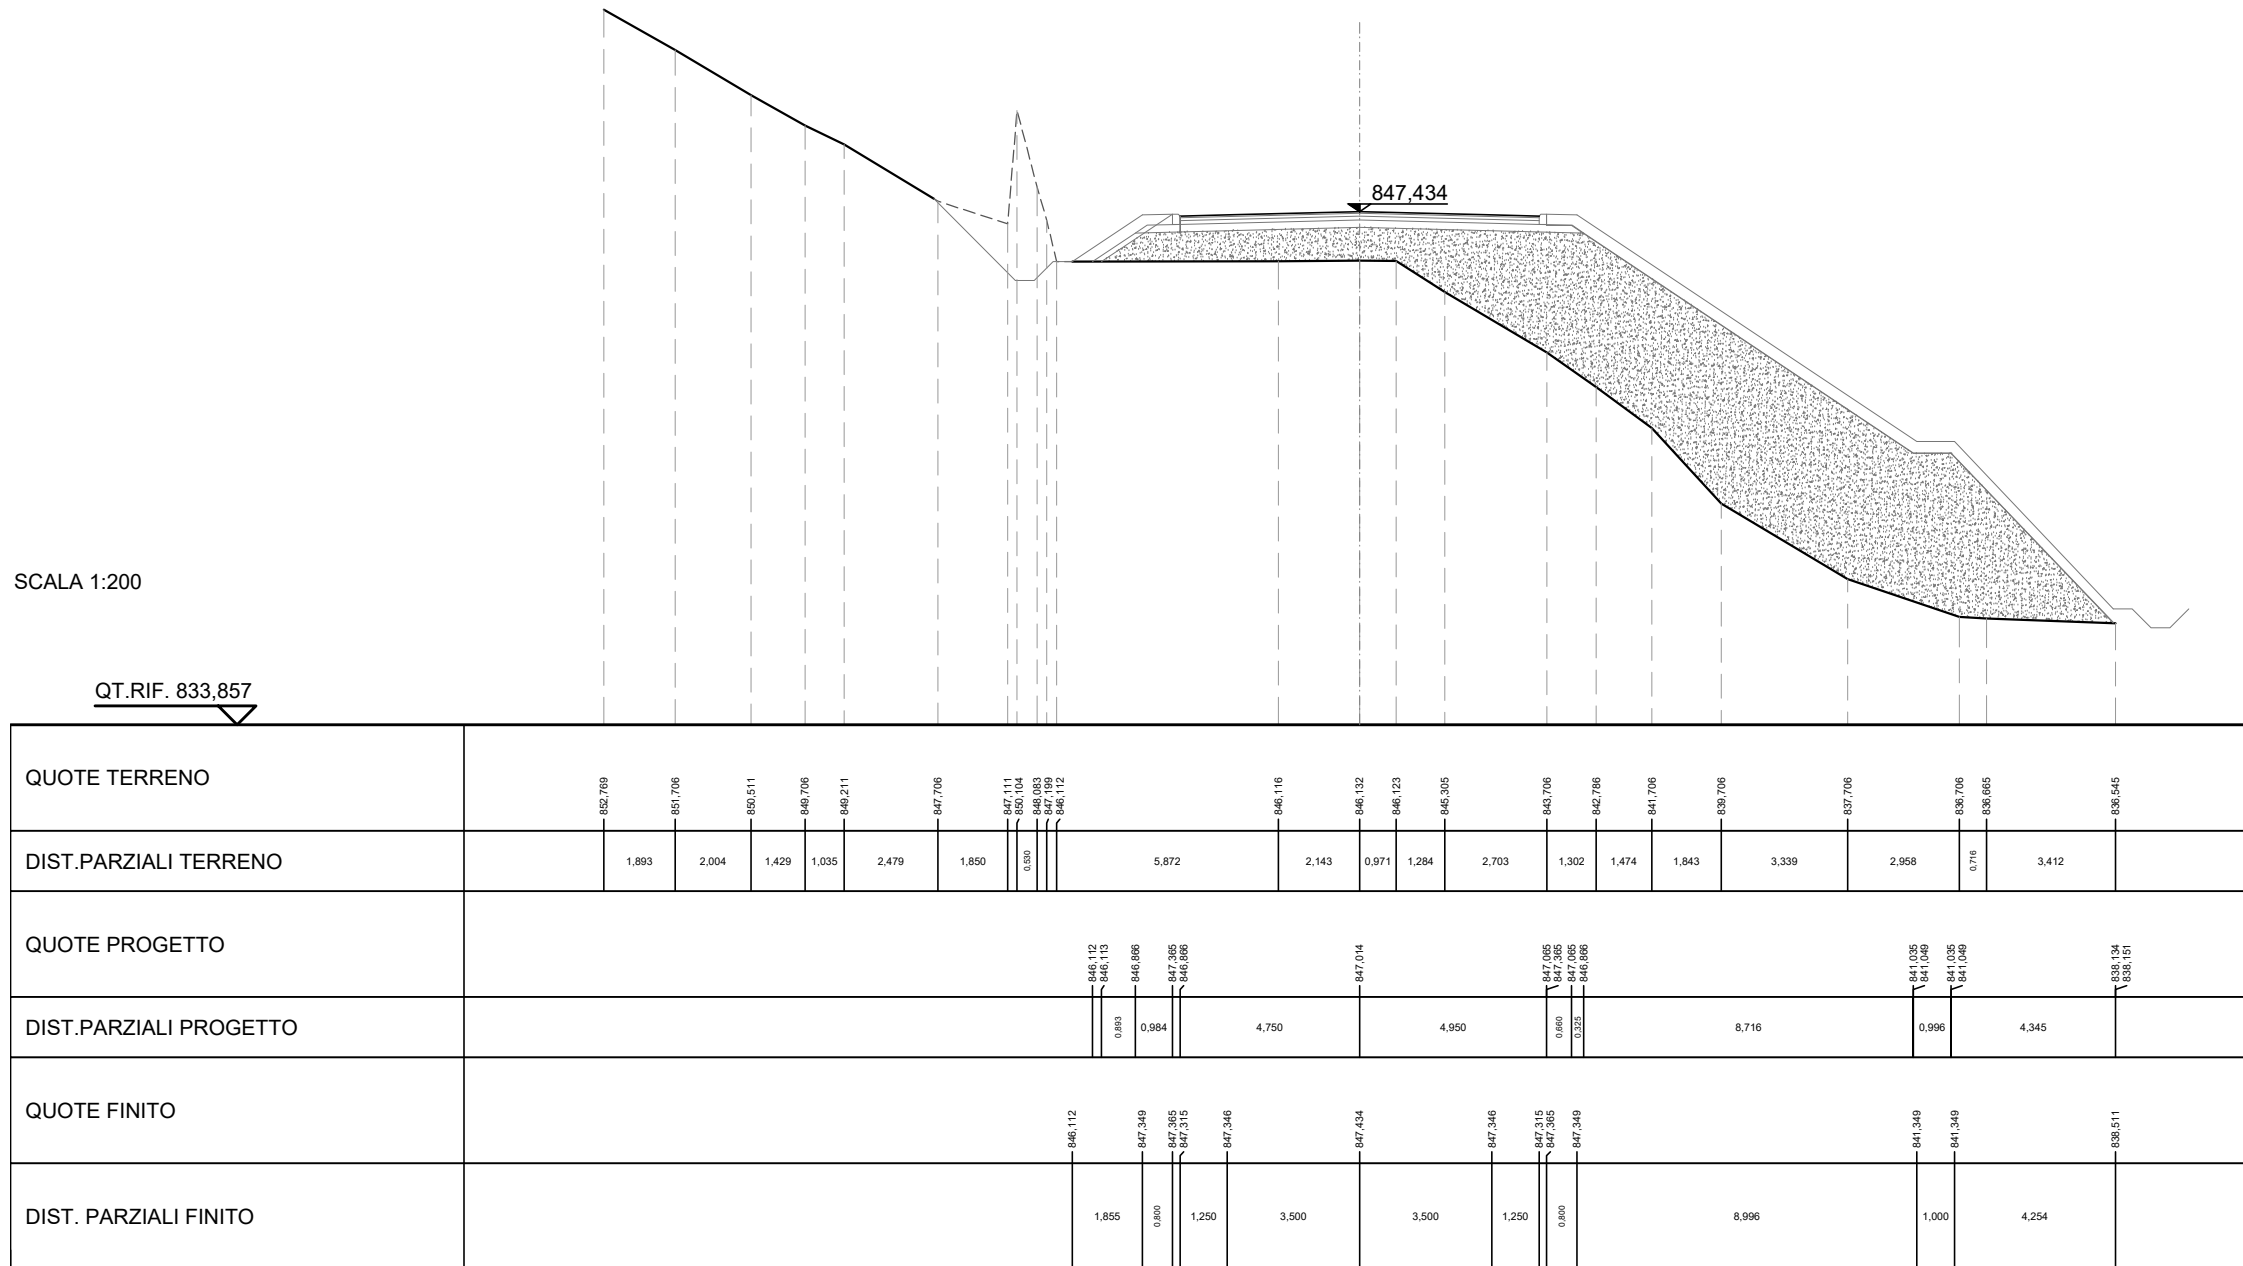 847,434
SCALA 1:200
QT.RIF. 833,857
QUOTE TERRENO
852,769 851,706 850,511 849,706 849,211 847,706 847,111 850,104 848,083 847,199 846,112 846,116 846,132 846,123 845,305 843,706 842,786 841,706 839,706 837,706 836,706 836,665 836,545
DIST.PARZIALI TERRENO
1,893 2,004 1,429 1,035 2,479 1,850 0,530 5,872 2,143 0,971 1,284 2,703 1,302 1,474 1,843 3,339 2,958 0,716 3,412
QUOTE PROGETTO
846,112 846,113 846,866 847,365 846,866 847,014 847,065 847,365 847,065 846,866 841,035 841,049 841,035 841,049 838,134 838,151
DIST.PARZIALI PROGETTO
0,893 0,984 4,750 4,950 0,660 0,325 8,716 0,996 4,345
QUOTE FINITO
846,112 847,349 847,365 847,315 847,346 847,434 847,346 847,315 847,365 847,349 841,349 841,349 838,511
DIST. PARZIALI FINITO
1,855 0,800 1,250 3,500 3,500 1,250 0,800 8,996 1,000 4,254